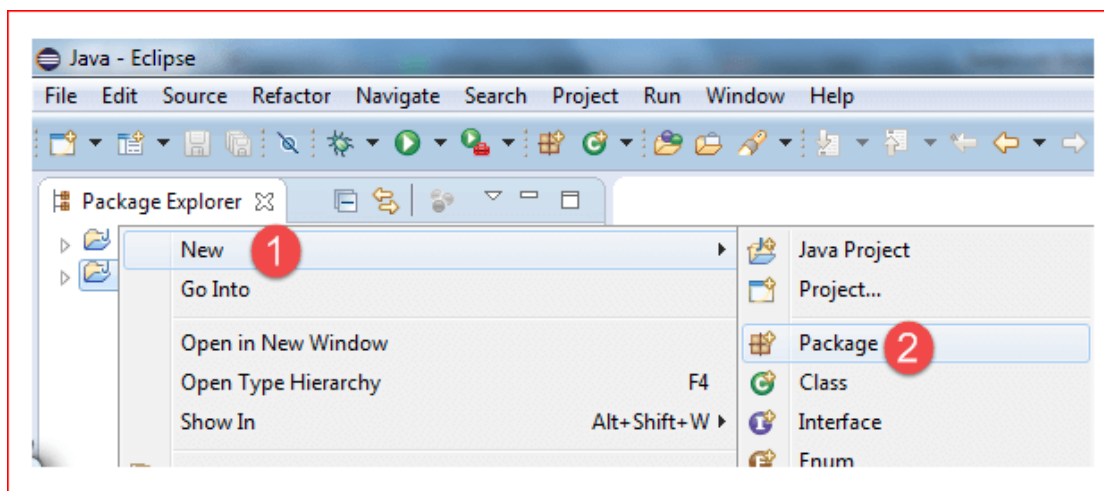 Java - Eclipse
File Edit Source Refactor Navigate Search Project Run Window Help
Package Explorer
New 1
Go Into
Open in New Window
Open Type Hierarchy F4
Show In Alt+Shift+W
Java Project
Project...
Package 2
Class
Interface
Enum